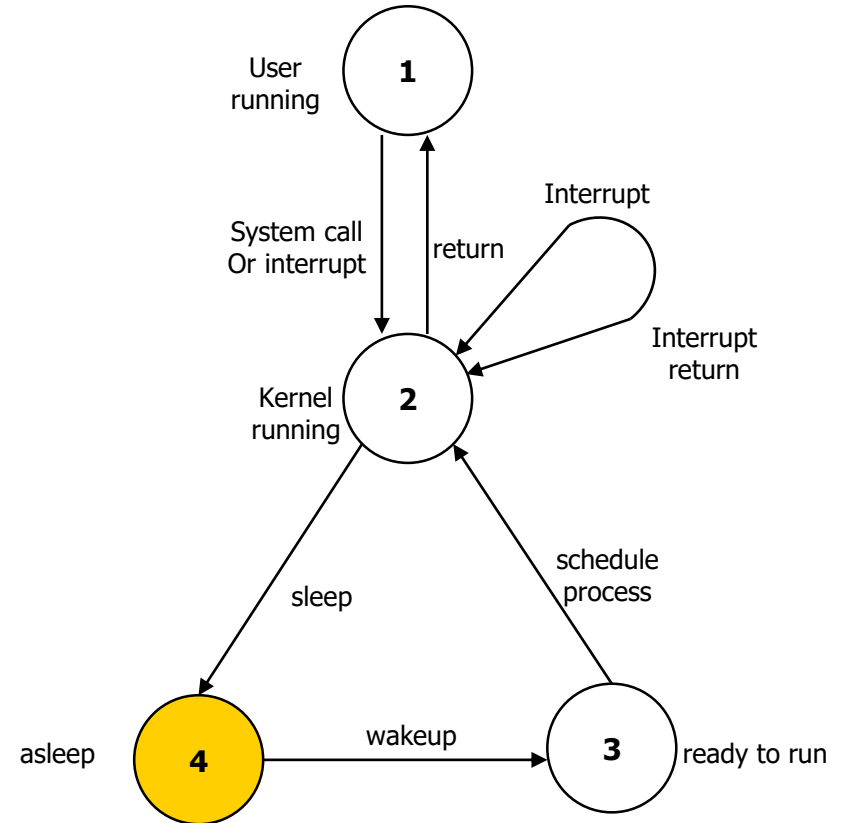 1
User
running
System call
Or interrupt
return
Interrupt
Interrupt
return
2
Kernel
running
sleep
schedule
process
asleep
4
wakeup
3
ready to run